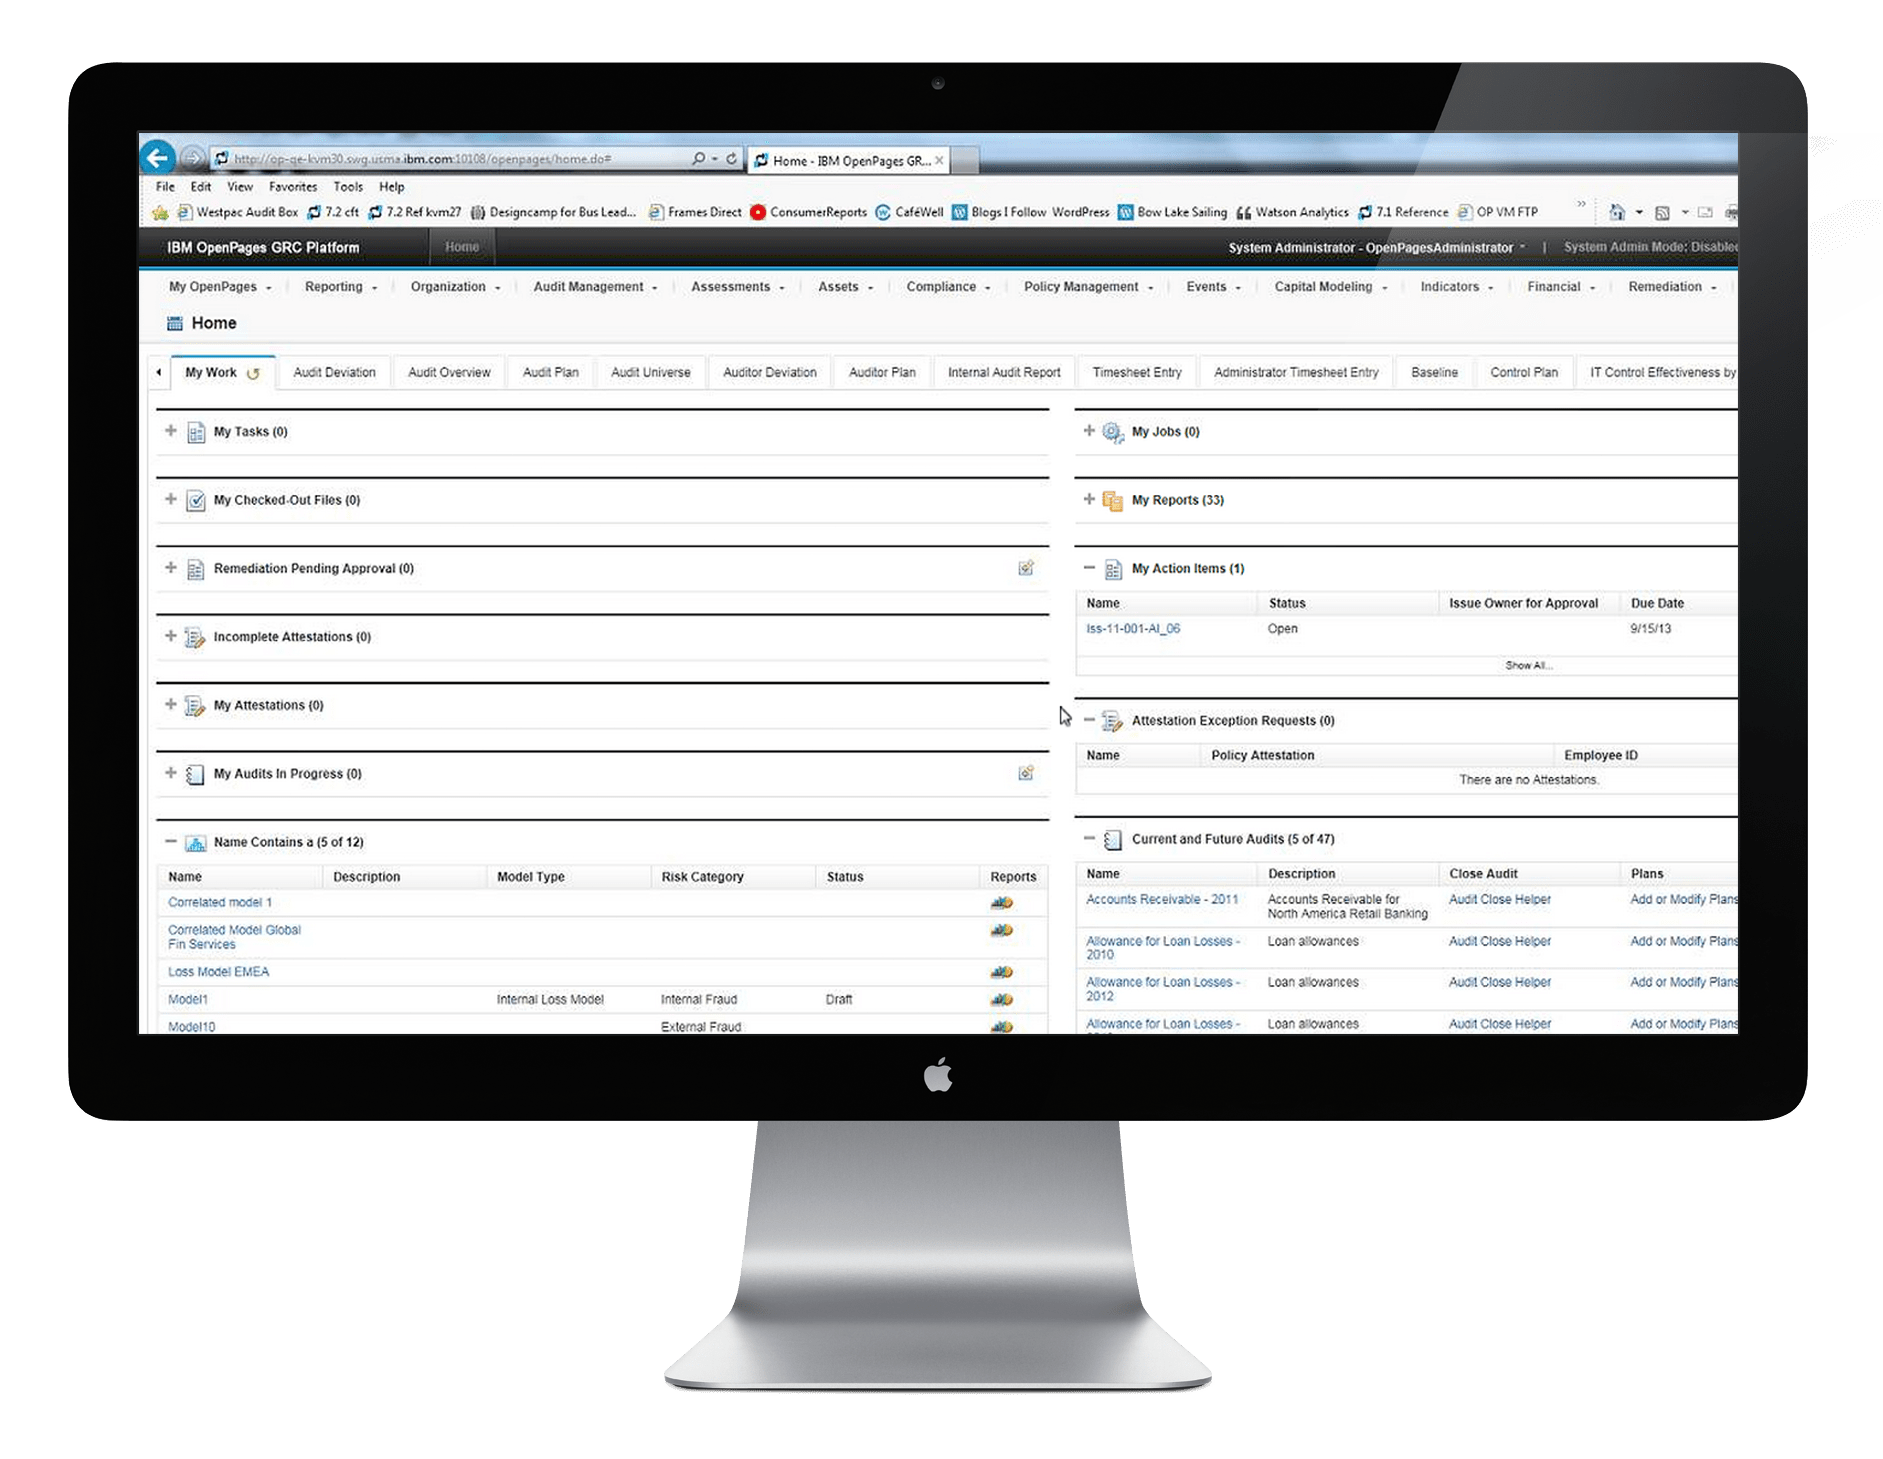 http://op-qe-kvm30.swg.usma.ibm.com:10108/openpages/home.do#
Home - IBM OpenPages GR...
File Edit View Favorites Tools Help
Westpac Audit Box 7.2 cft 7.2 Ref kvm27 Designcamp for Bus Lead... Frames Direct ConsumerReports CaféWell Blogs I Follow WordPress Bow Lake Sailing Watson Analytics 7.1 Reference OP VM FTP
IBM OpenPages GRC Platform Home System Administrator - OpenPagesAdministrator | System Admin Mode: Disabled
My OpenPages Reporting Organization Audit Management Assessments Assets Compliance Policy Management Events Capital Modeling Indicators Financial Remediation
Home
My Work Audit Deviation Audit Overview Audit Plan Audit Universe Auditor Deviation Auditor Plan Internal Audit Report Timesheet Entry Administrator Timesheet Entry Baseline Control Plan IT Control Effectiveness by
My Tasks (0)
My Checked-Out Files (0)
Remediation Pending Approval (0)
Incomplete Attestations (0)
My Attestations (0)
My Audits In Progress (0)
Name Contains a (5 of 12)
Name Description Model Type Risk Category Status Reports
Correlated model 1
Correlated Model Global
Fin Services
Loss Model EMEA
Model1 Internal Loss Model Internal Fraud Draft
Model10 External Fraud
My Jobs (0)
My Reports (33)
My Action Items (1)
Name Status Issue Owner for Approval Due Date
Iss-11-001-AI_06 Open 9/15/13
Show All...
Attestation Exception Requests (0)
Name Policy Attestation Employee ID
There are no Attestations.
Current and Future Audits (5 of 47)
Name Description Close Audit Plans
Accounts Receivable - 2011 Accounts Receivable for Audit Close Helper Add or Modify Plans
North America Retail Banking
Allowance for Loan Losses - Loan allowances Audit Close Helper Add or Modify Plans
2010
Allowance for Loan Losses - Loan allowances Audit Close Helper Add or Modify Plans
2012
Allowance for Loan Losses - Loan allowances Audit Close Helper Add or Modify Plans